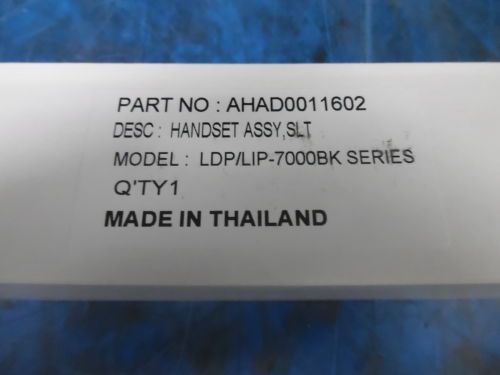 PART NO : AHAD0011602
DESC : HANDSET ASSY,SLT
MODEL : LDP/LIP-7000BK SERIES
Q'TY1
MADE IN THAILAND